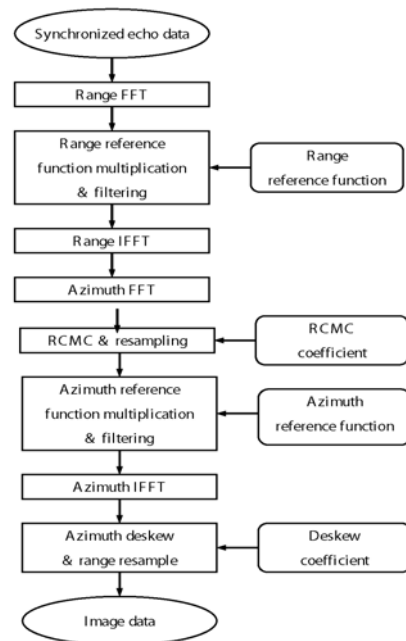 Synchronized echo data
Range FFT
Range reference
function multiplication
& filtering
Range
reference function
Range IFFT
Azimuth FFT
RCMC & resampling
RCMC
coefficient
Azimuth reference
function multiplication
& filtering
Azimuth
reference function
Azimuth IFFT
Azimuth deskew
& range resample
Deskew
coefficient
Image data